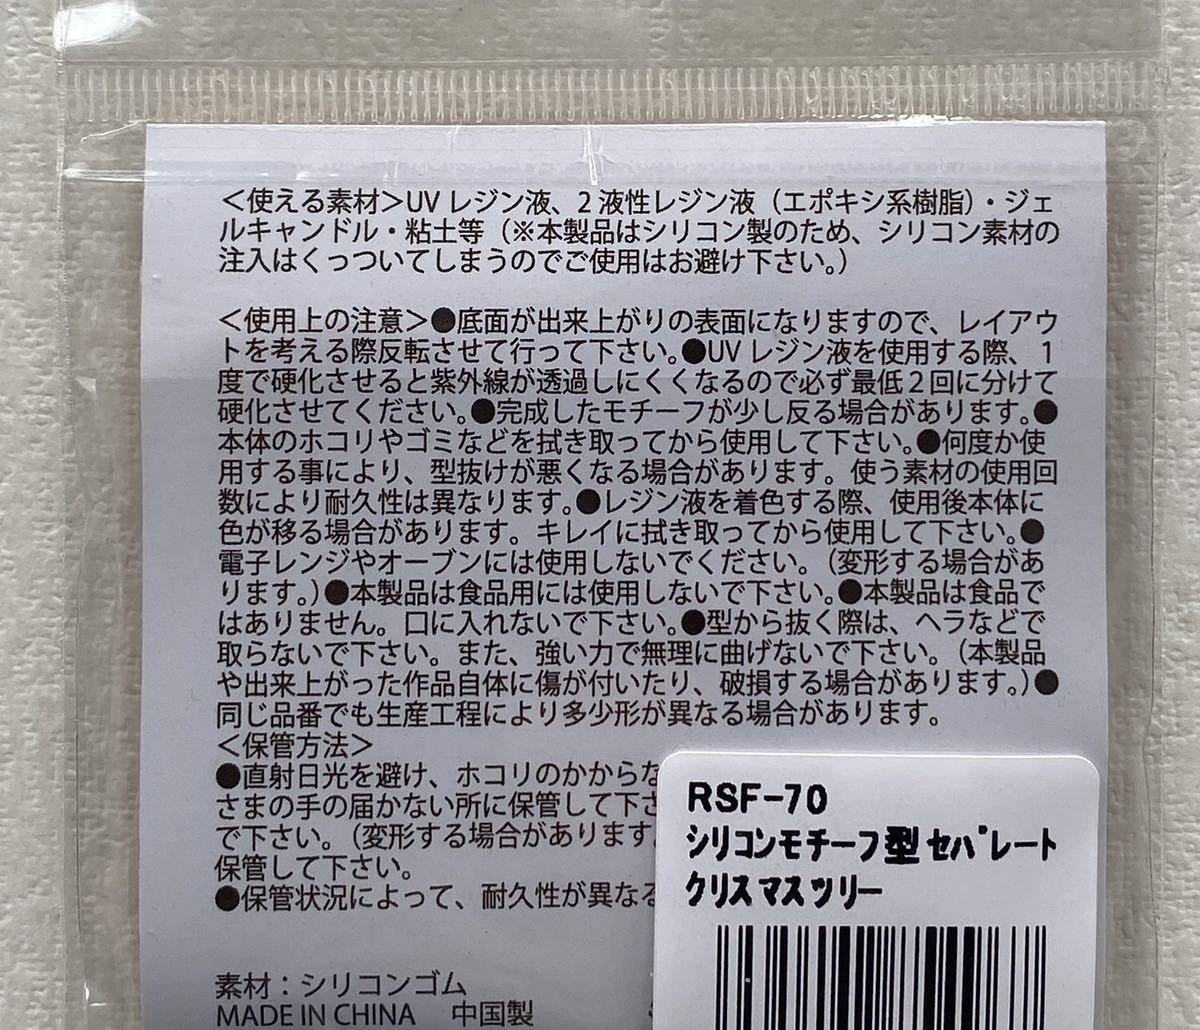 ＜使える素材＞UV レジン液、2 液性レジン液（エポキシ系樹脂）・ジェ
ルキャンドル・粘土等（※本製品はシリコン製のため、シリコン素材の
注入はくっついてしまうのでご使用はお避け下さい。）
＜使用上の注意＞●底面が出来上がりの表面になりますので、レイアウ
トを考える際反転させて行って下さい。●UV レジン液を使用する際、1
度で硬化させると紫外線が透過しにくくなるので必ず最低２回に分けて
硬化させてください。●完成したモチーフが少し反る場合があります。●
本体のホコリやゴミなどを拭き取ってから使用して下さい。●何度か使
用する事により、型抜けが悪くなる場合があります。使う素材の使用回
数により耐久性は異なります。●レジン液を着色する際、使用後本体に
色が移る場合があります。キレイに拭き取ってから使用して下さい。●
電子レンジやオーブンには使用しないでください。（変形する場合があ
ります。）●本製品は食品用には使用しないで下さい。●本製品は食品で
はありません。口に入れないで下さい。●型から抜く際は、ヘラなどで
取らないで下さい。また、強い力で無理に曲げないで下さい。（本製品
や出来上がった作品自体に傷が付いたり、破損する場合があります。）●
同じ品番でも生産工程により多少形が異なる場合があります。
＜保管方法＞
●直射日光を避け、ホコリのかからな
さまの手の届かない所に保管して下さ
で下さい。（変形する場合があります。
保管して下さい。
●保管状況によって、耐久性が異なる
素材：シリコンゴム
MADE IN CHINA 中国製
RSF-70
シリコンモチーフ型セパレート
クリスマスツリー